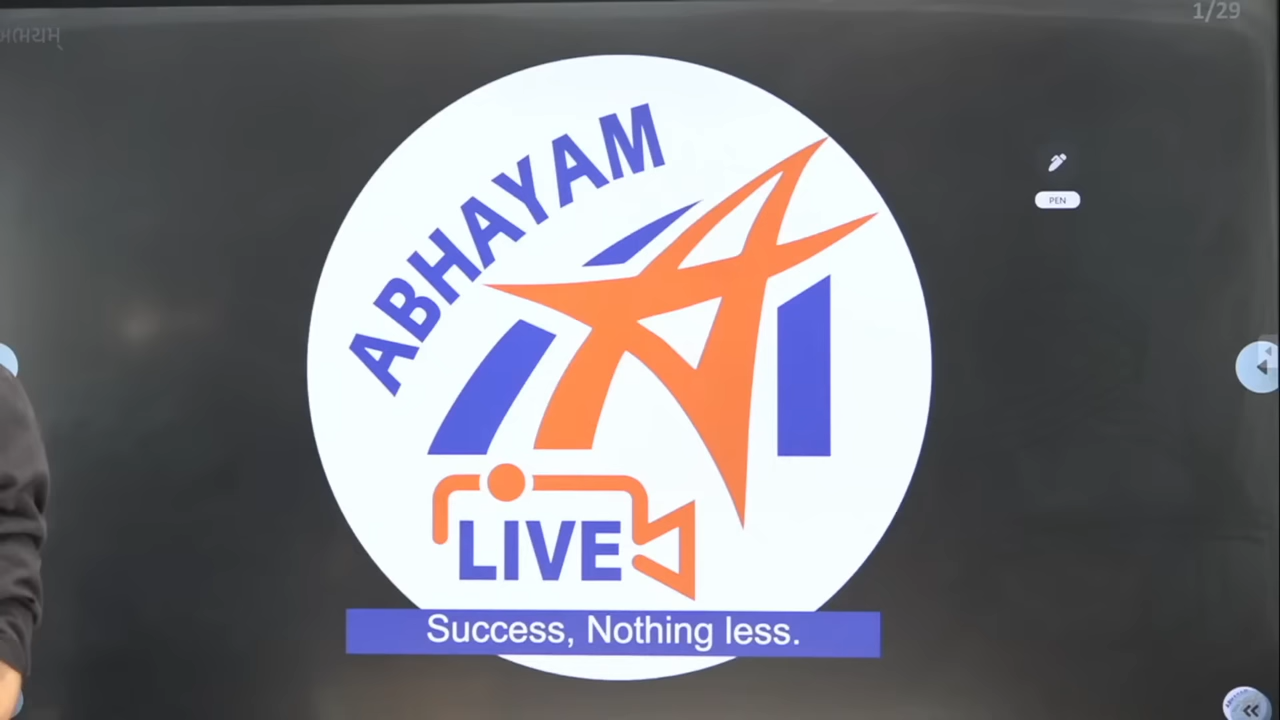 1/29
અભયમ્
ABHAYAM
PEN
LIVE
Success, Nothing less.